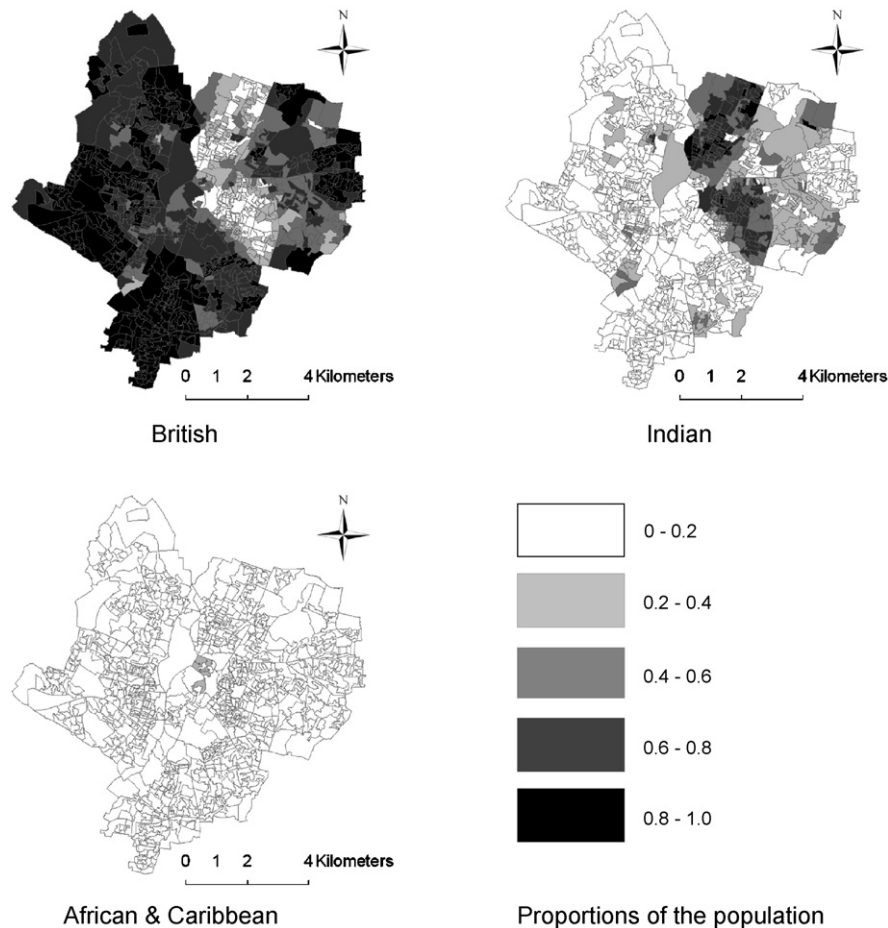 N
N
0 1 2 4 Kilometers
0 1 2 4 Kilometers
British
Indian
N
0 - 0.2
0.2 - 0.4
0.4 - 0.6
0.6 - 0.8
0.8 - 1.0
0 1 2 4 Kilometers
African & Caribbean
Proportions of the population